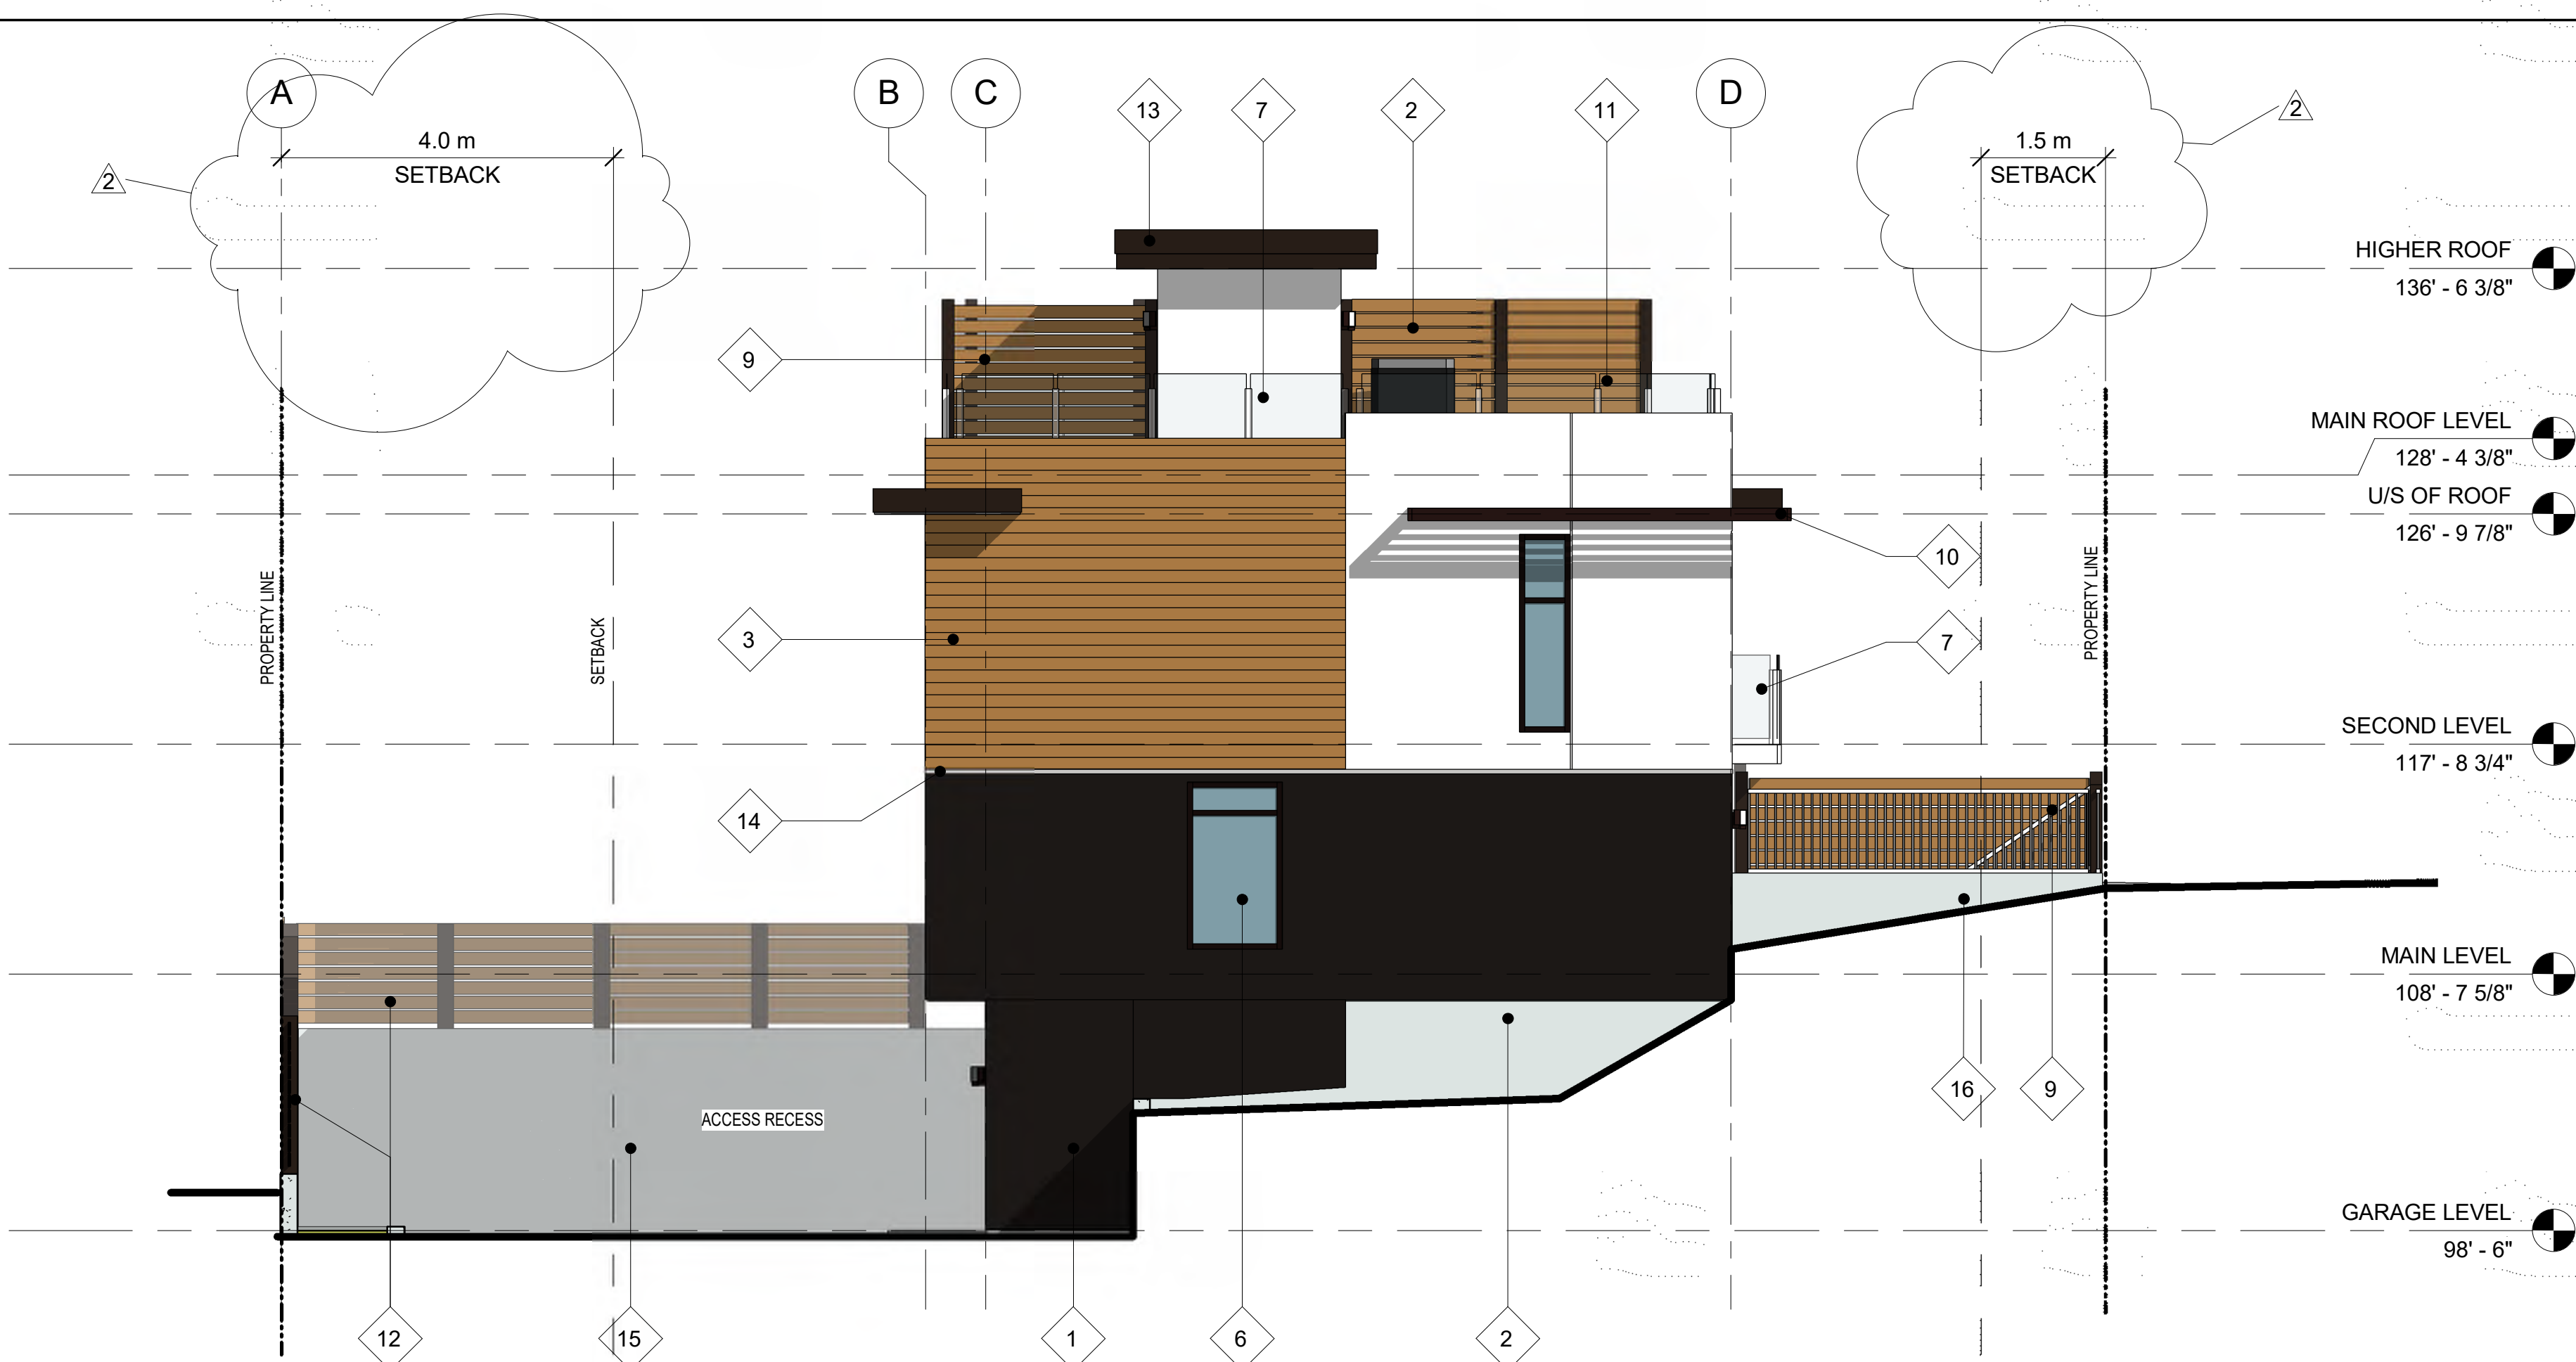 A
B
C
13
7
2
11
D
4.0 m
SETBACK
1.5 m
SETBACK
2
2
HIGHER ROOF
136' - 6 3/8"
9
MAIN ROOF LEVEL
128' - 4 3/8"
U/S OF ROOF
126' - 9 7/8"
10
PROPERTY LINE
SETBACK
3
7
PROPERTY LINE
SECOND LEVEL
117' - 8 3/4"
14
MAIN LEVEL
108' - 7 5/8"
16
9
ACCESS RECESS
GARAGE LEVEL
98' - 6"
12
15
1
6
2